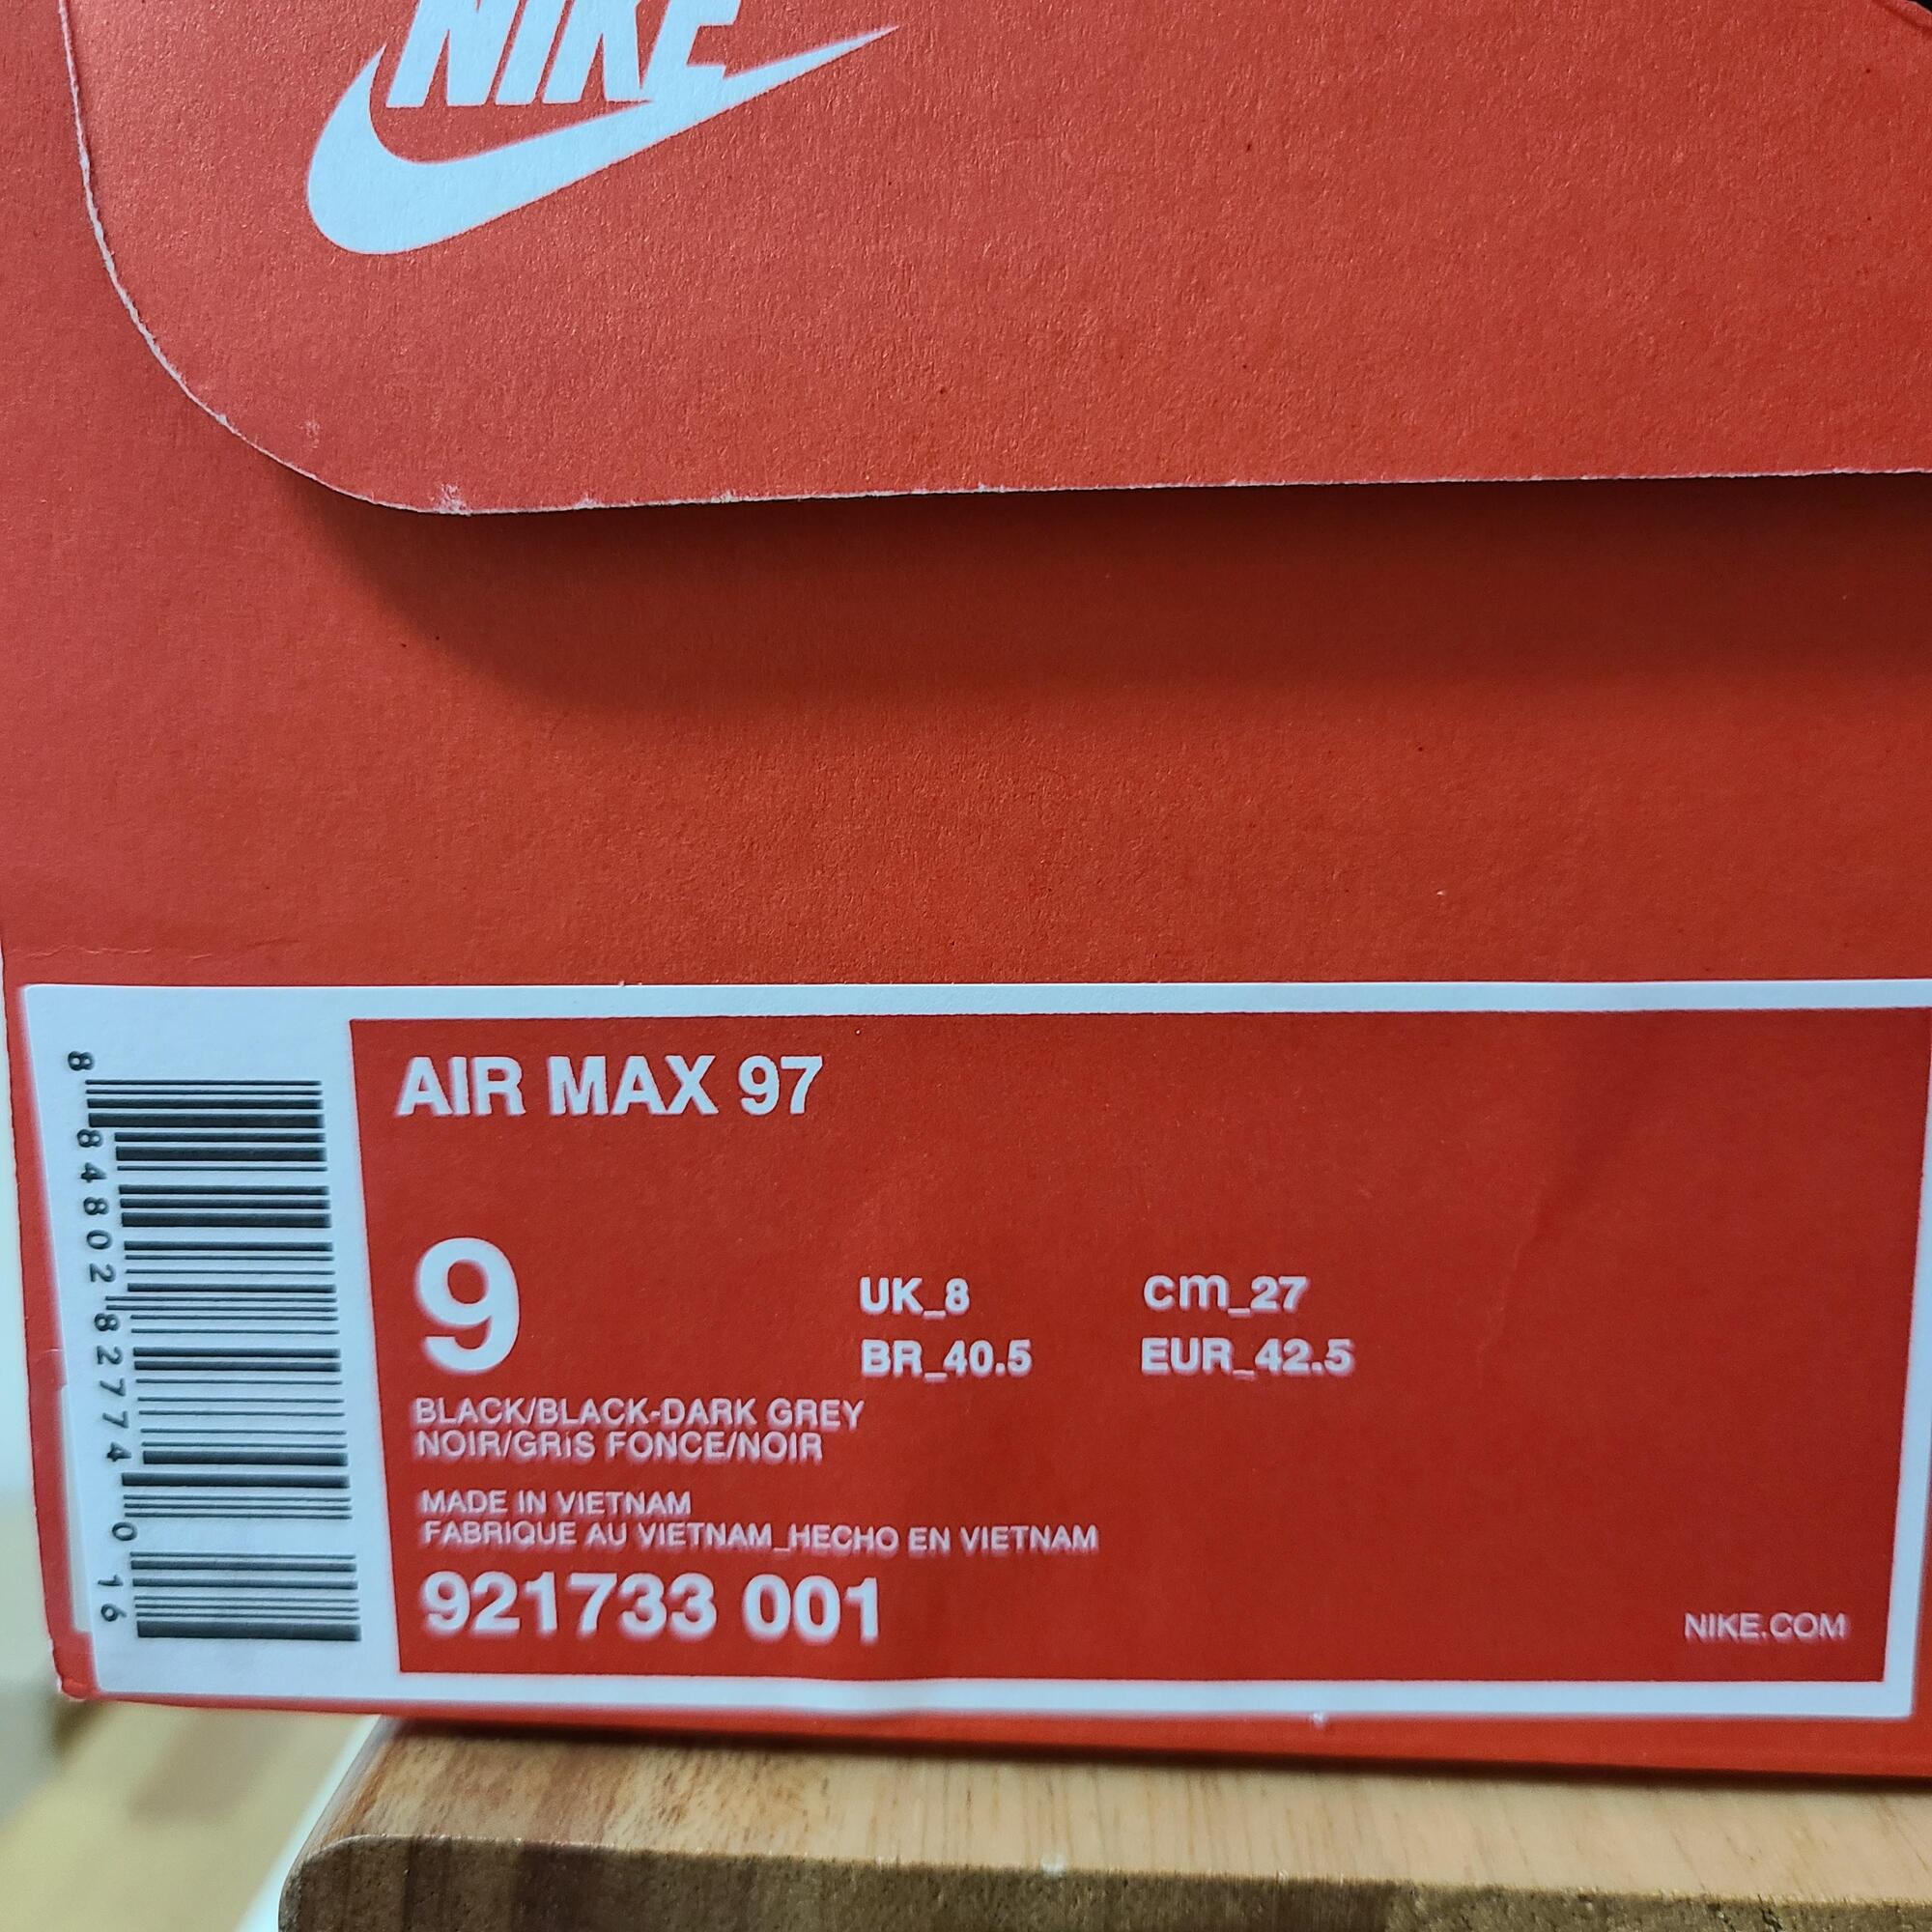 NIKE
AIR MAX 97
9
UK_8
cm_27
BR_40.5
EUR_42.5
BLACK/BLACK-DARK GREY
NOIR/GRiS FONCE/NOIR
MADE IN VIETNAM
FABRIQUE AU VIETNAM_HECHO EN VIETNAM
921733 001
NIKE.COM
8 84802 82774 0 16